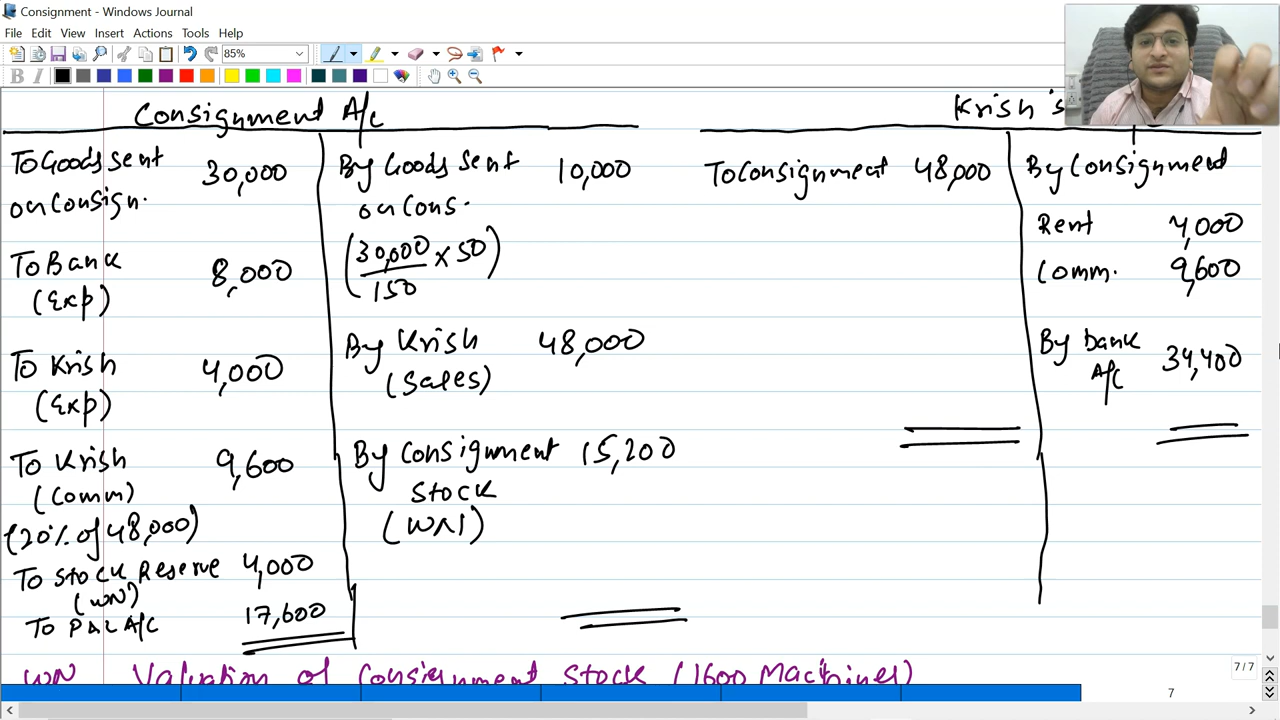 Consignment - Windows Journal
File Edit View Insert Actions Tools Help
85%
B I
Consignment A/c
To Goods Sent 30,000
on Consign.
To Bank 8,000
(Exp)
To Krish 4,000
(Exp)
To Krish 9,600
(Comm)
(20% of 48,000)
To Stock Reserve 4,000
(WN)
To P&L A/c 17,600
By Goods Sent 10,000
on Cons.
(30,000/150 × 50)
By Krish 48,000
(Sales)
By Consignment 15,200
Stock
(WN1)
Krish's
To Consignment 48,000
By Consignment
Rent 4,000
Comm. 9,600
By bank 34,400
A/c
WN Valuation of Consignment Stock (1600 Machines)
7/7
7